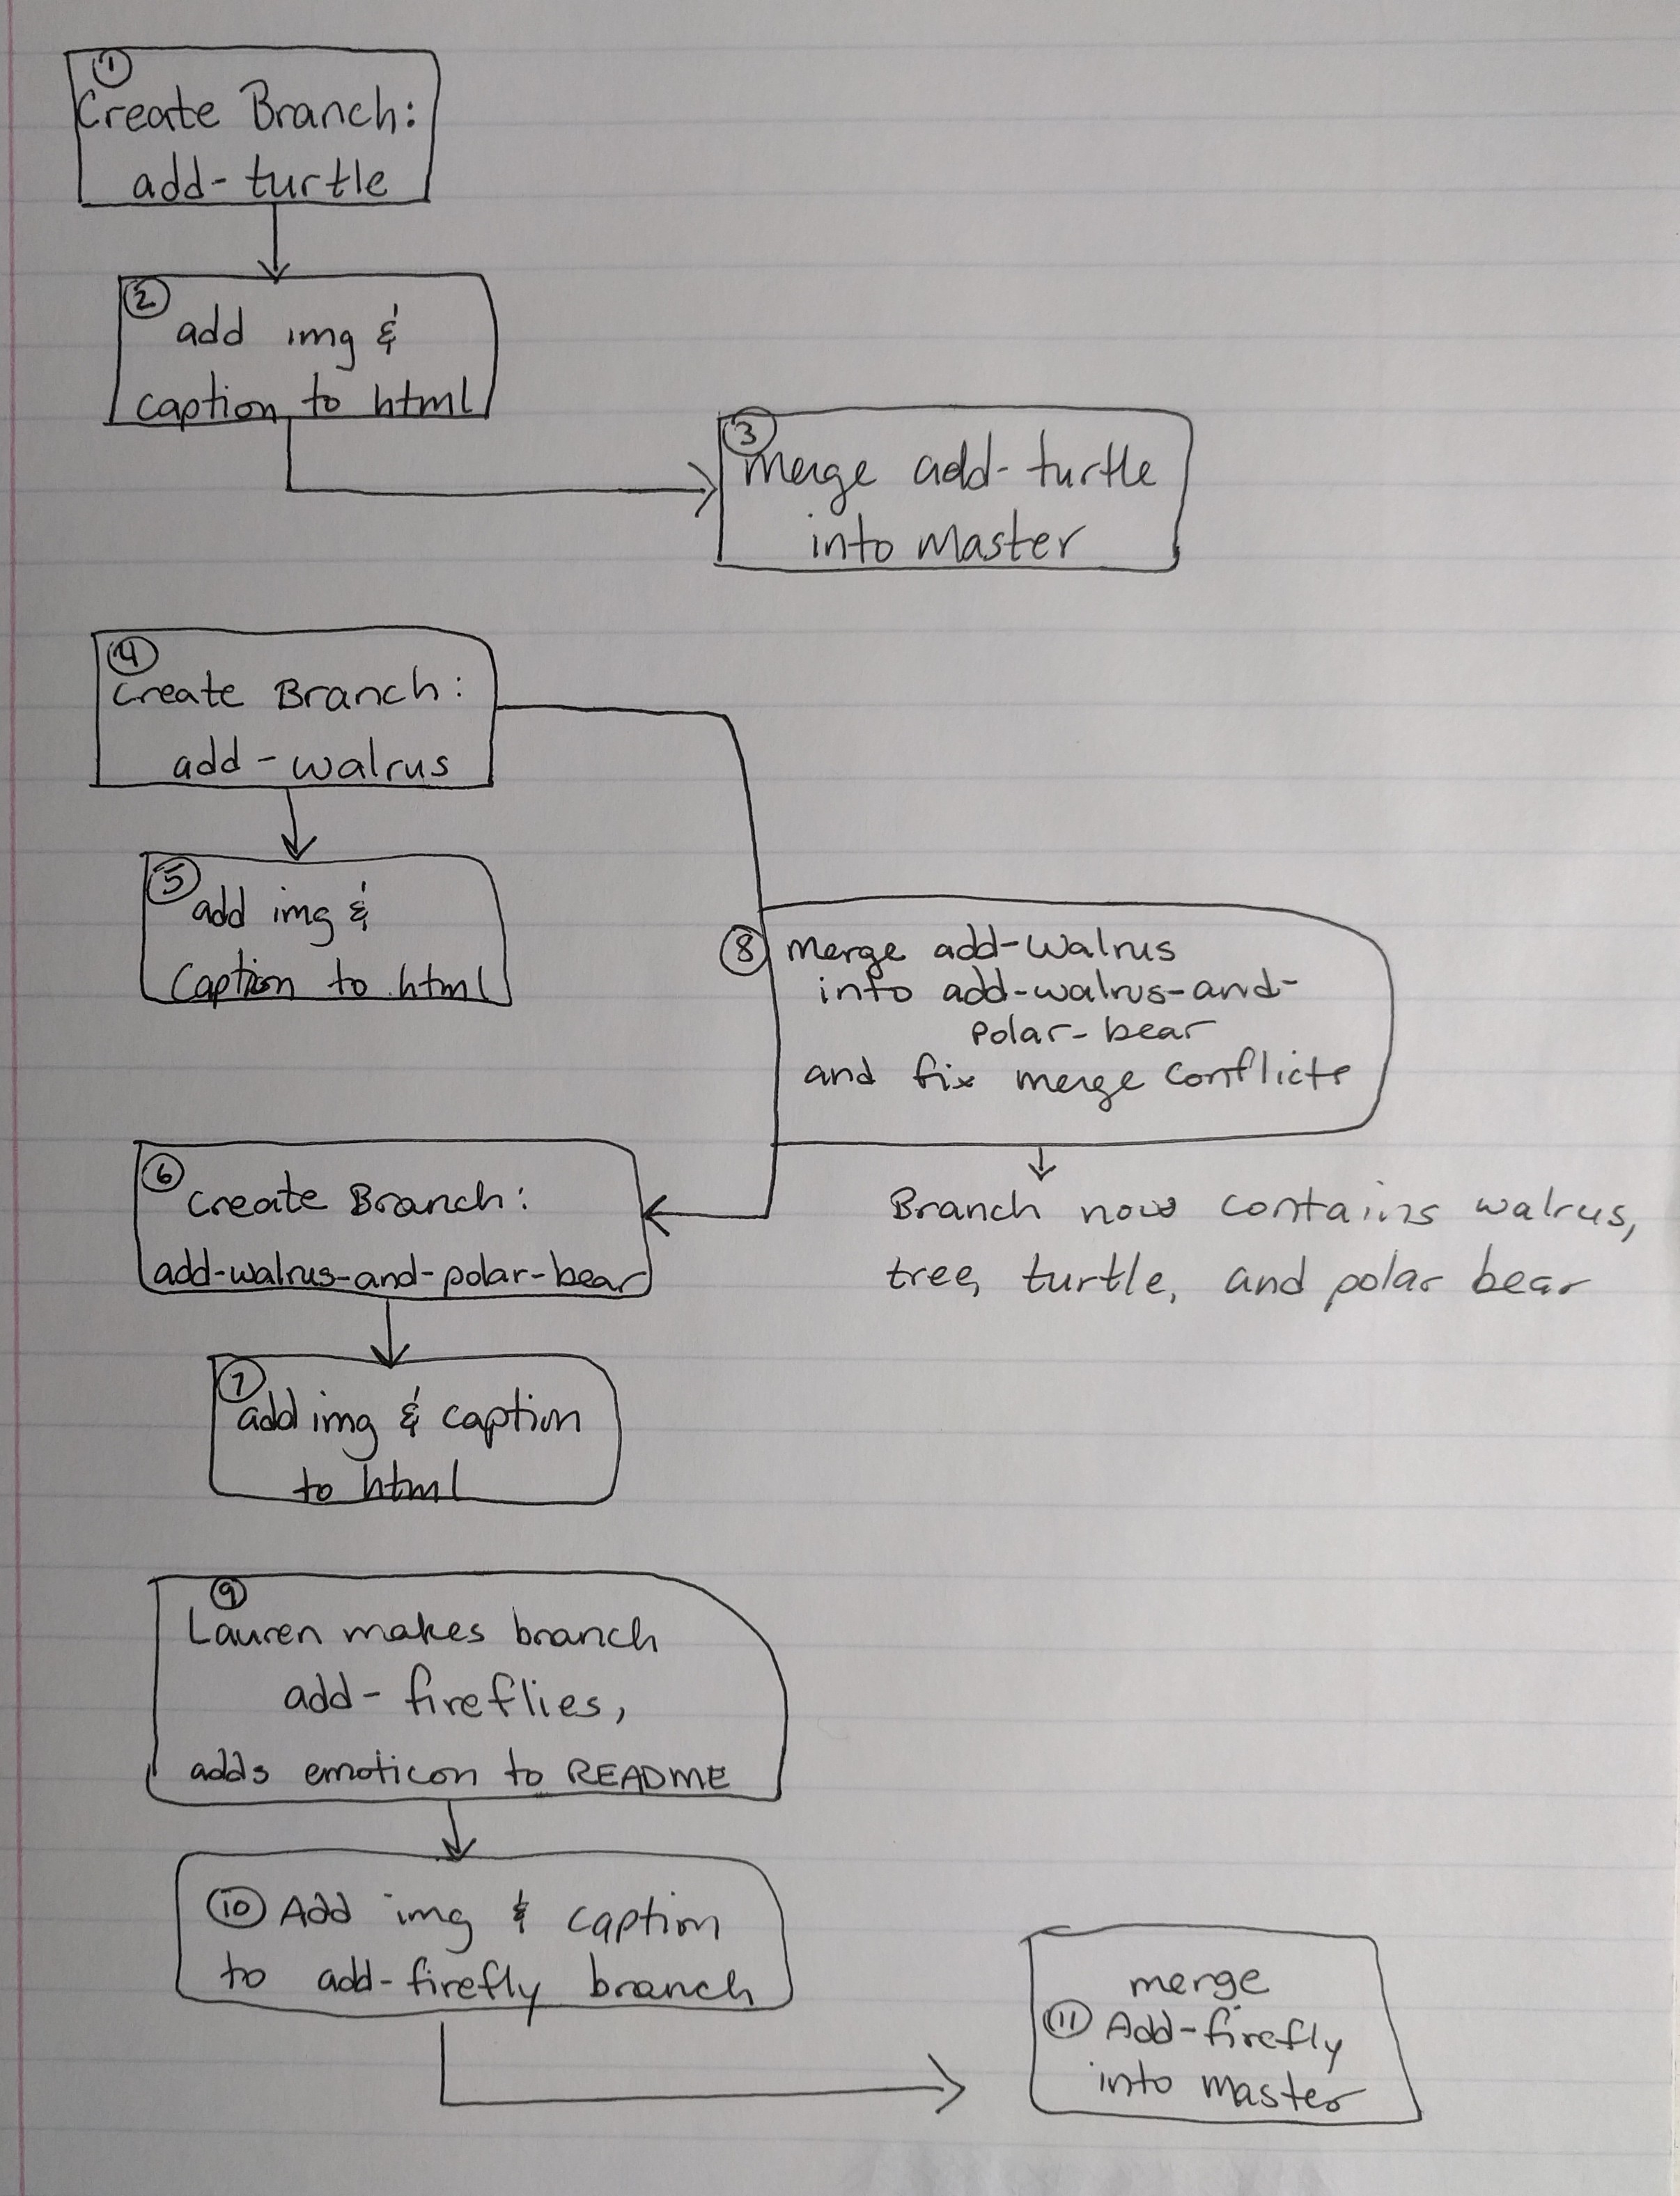 ①
Create Branch:
add-turtle
②
add img &
caption to html
③
merge add-turtle
into master
④
Create Branch:
add-walrus
⑤
add img &
caption to html
⑧ merge add-walrus
into add-walrus-and-
polar-bear
and fix merge conflicts
Branch now contains walrus,
tree, turtle, and polar bear
⑥
create Branch:
add-walrus-and-polar-bear
⑦
add img & caption
to html
⑨
Lauren makes branch
add-fireflies,
adds emoticon to README
⑩ Add img & caption
to add-firefly branch
merge
⑪ Add-firefly
into master